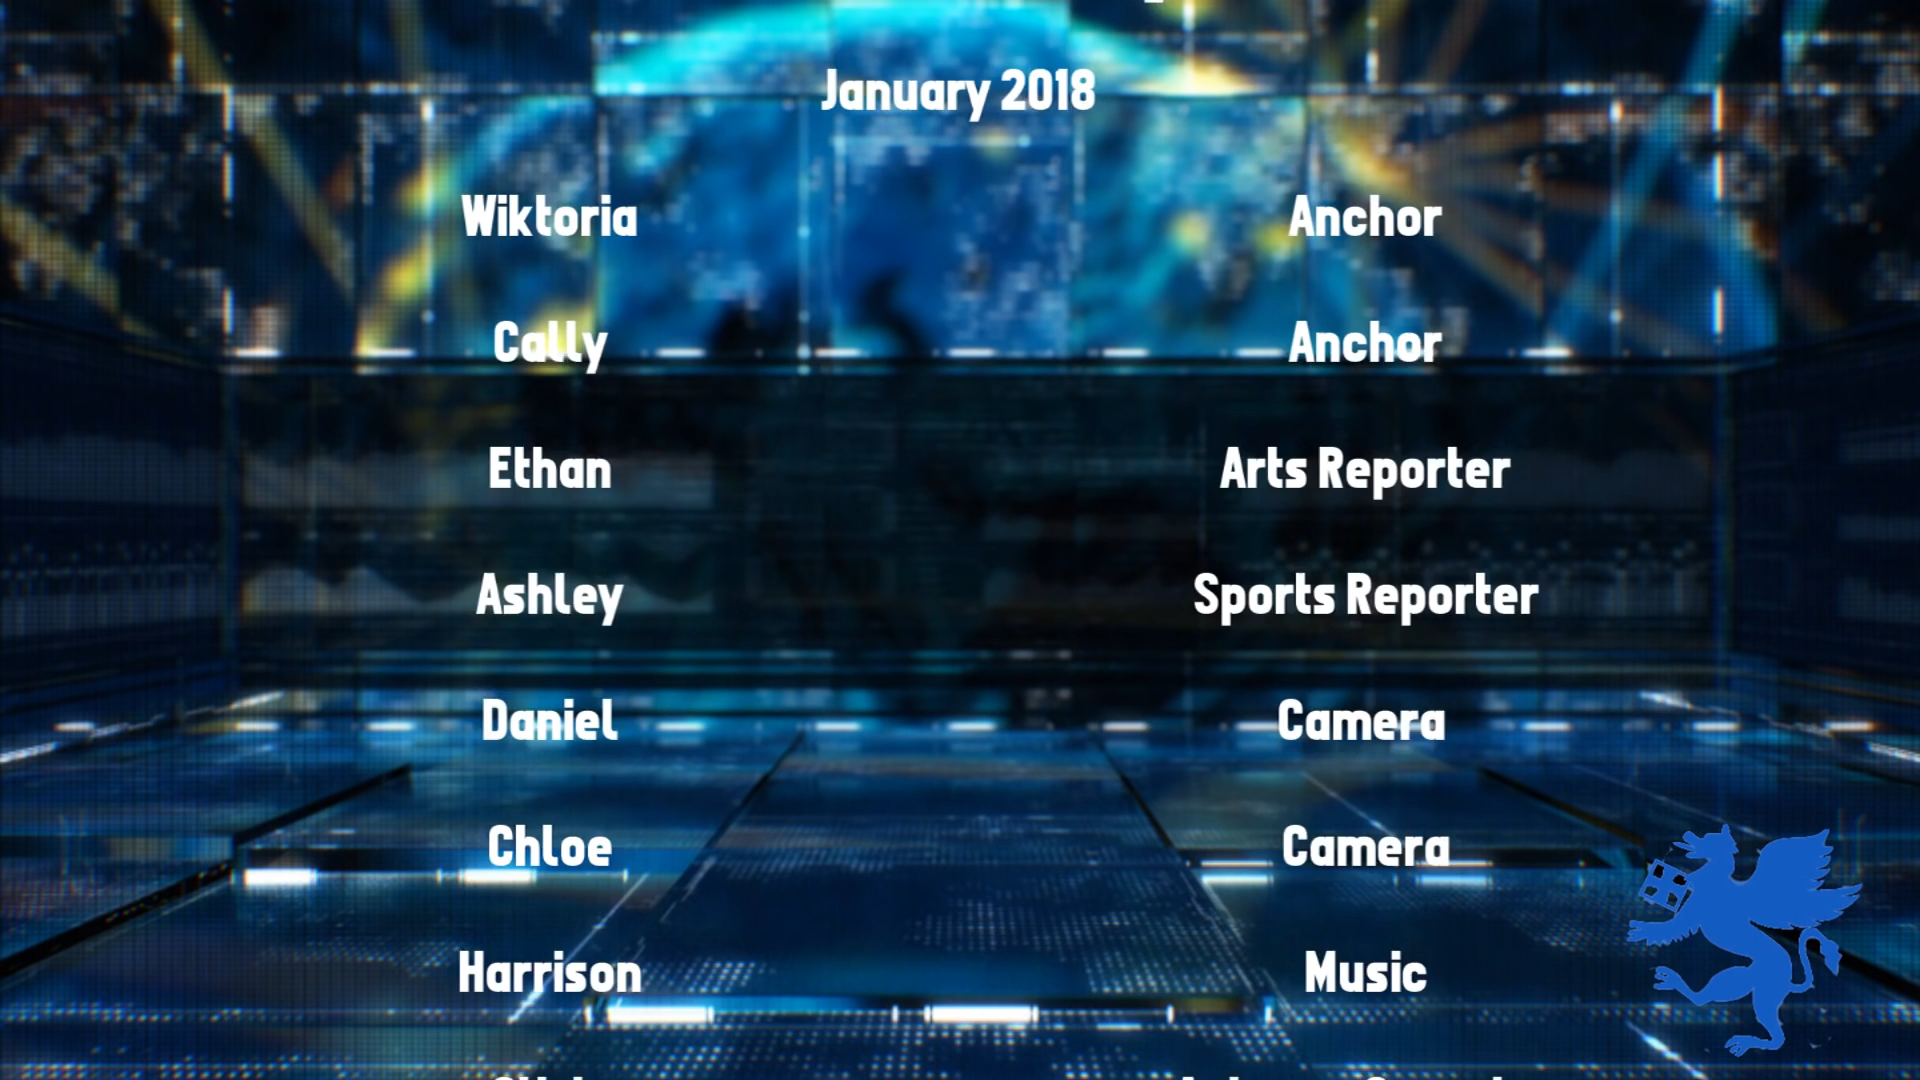 January 2018
Wiktoria Anchor
Cally Anchor
Ethan Arts Reporter
Ashley Sports Reporter
Daniel Camera
Chloe Camera
Harrison Music